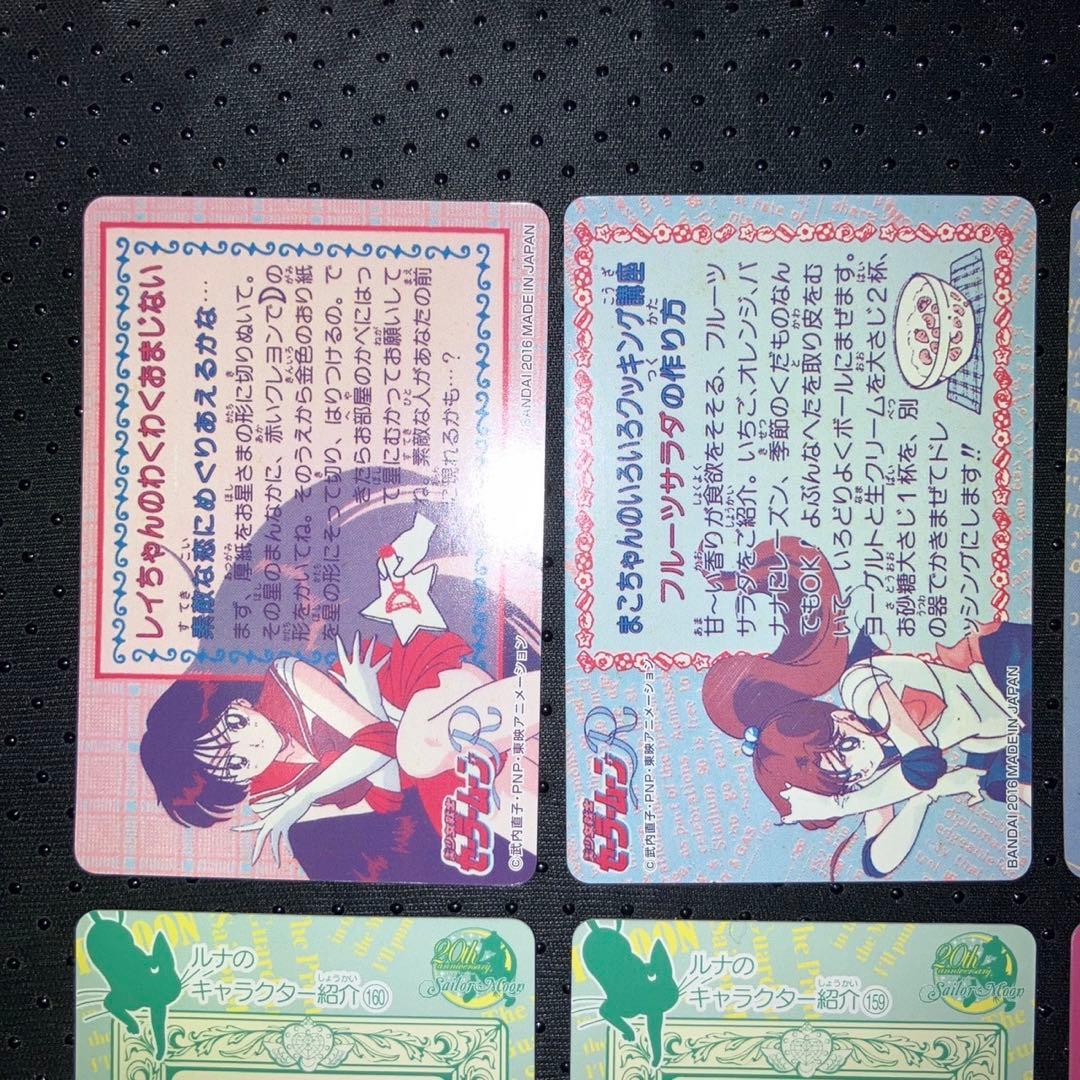 レイちゃんのわくわくおまじない
素敵な恋にめぐりあえるかな…
まず、厚紙をお星さまの形に切りぬいて。
その星のまんなかに、赤いクレヨンでDの
形をかいてね。そのうえから金色のおり紙
を星の形にそって切り、はりつけるの。で
きたらお部屋のかべにはっ
て星にむかってお願いして
素敵な人があなたの前
に現れるかも…？
美少女戦士
セーラームーンR
©武内直子・PNP・東映アニメーション
BANDAI 2016 MADE IN JAPAN
まこちゃんのいろいろクッキング講座
フルーツサラダの作り方
甘〜い香りが食欲をそそる、フルーツ
サラダをご紹介。いちご、オレンジ、バ
ナナにレーズン、季節のくだものなん
でもOK!
よぶんなへたを取り皮をむ
いて、いろどりよくボールにまぜます。
ヨーグルトと生クリームを大さじ2杯、
お砂糖大さじ1杯を、別
の器でかきまぜてドレ
ッシングにします!!
美少女戦士
セーラームーンR
©武内直子・PNP・東映アニメーション
BANDAI 2016 MADE IN JAPAN
ルナの
キャラクター紹介 160
20th
anniversary
Sailor Moon
ルナの
キャラクター紹介 159
20th
anniversary
Sailor Moon